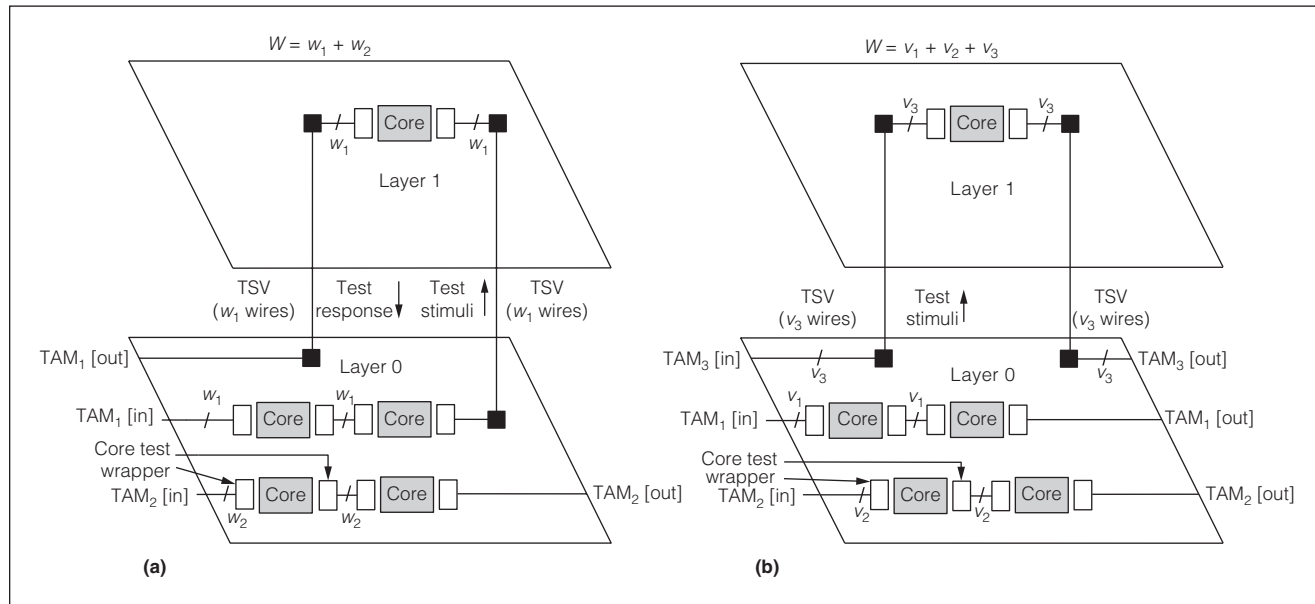 W = w₁ + w₂
w₁
Core
w₁
Layer 1
TSV
(w₁ wires)
Test
response
Test
stimuli
TSV
(w₁ wires)
TAM₁ [out]
Layer 0
TAM₁ [in]
w₁
Core
w₁
Core
Core test
wrapper
TAM₂ [in]
w₂
Core
w₂
Core
TAM₂ [out]
(a)
W = v₁ + v₂ + v₃
v₃
Core
v₃
Layer 1
TSV
(v₃ wires)
Test
stimuli
TSV
(v₃ wires)
TAM₃ [in]
v₃
v₃
TAM₃ [out]
Layer 0
TAM₁ [in]
v₁
Core
v₁
Core
TAM₁ [out]
Core test
wrapper
TAM₂ [in]
v₂
Core
v₂
Core
TAM₂ [out]
(b)